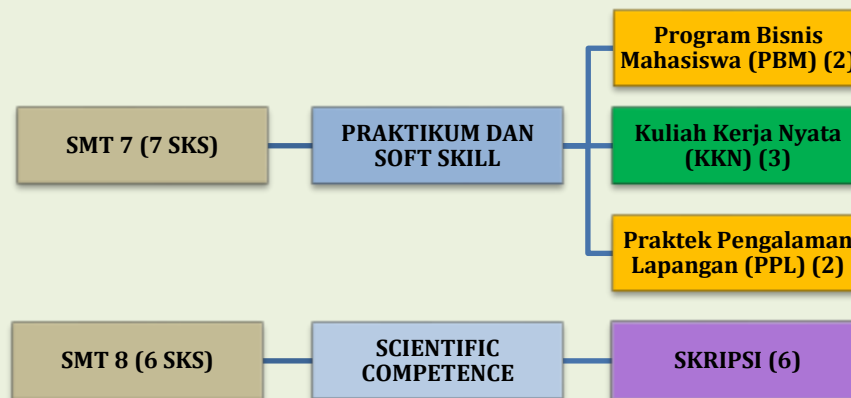 Program Bisnis
Mahasiswa (PBM) (2)
SMT 7 (7 SKS)
PRAKTIKUM DAN
SOFT SKILL
Kuliah Kerja Nyata
(KKN) (3)
Praktek Pengalaman
Lapangan (PPL) (2)
SMT 8 (6 SKS)
SCIENTIFIC
COMPETENCE
SKRIPSI (6)